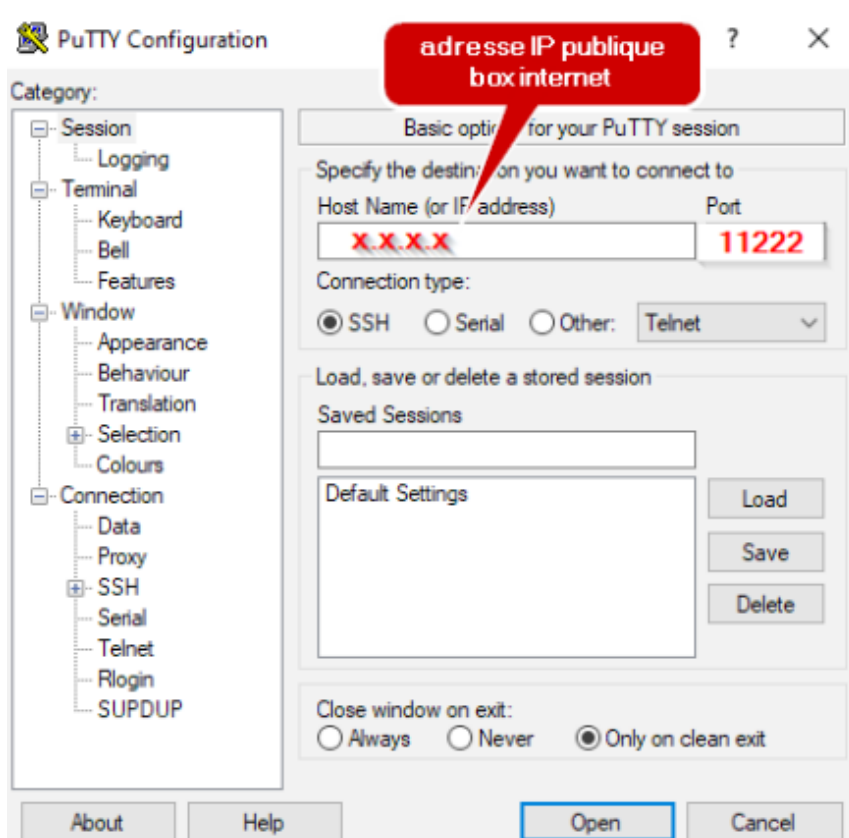 PuTTY Configuration
?
adresse IP publique
box internet
Category:
Session
Logging
Terminal
Keyboard
Bell
Features
Window
Appearance
Behaviour
Translation
Selection
Colours
Connection
Data
Proxy
SSH
Serial
Telnet
Rlogin
SUPDUP
Basic for your PuTTY session
Specify the you want to connect to
Host Name (or address)
Port
x.x.x.x
11222
Connection type:
SSH
Serial
Other:
Telnet
Load, save or delete a stored session
Saved Sessions
Default Settings
Load
Save
Delete
Close window on exit:
Always
Never
Only on clean exit
About
Help
Open
Cancel